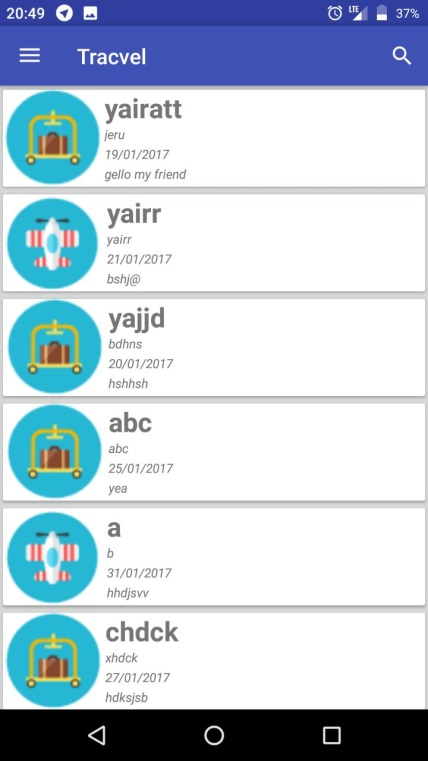 20:49 LTE 37%
Tracvel
yairatt
jeru
19/01/2017
gello my friend
yairr
yairr
21/01/2017
bshj@
yajjd
bdhns
20/01/2017
hshhsh
abc
abc
25/01/2017
yea
a
b
31/01/2017
hhdjsvv
chdck
xhdck
27/01/2017
hdksjsb